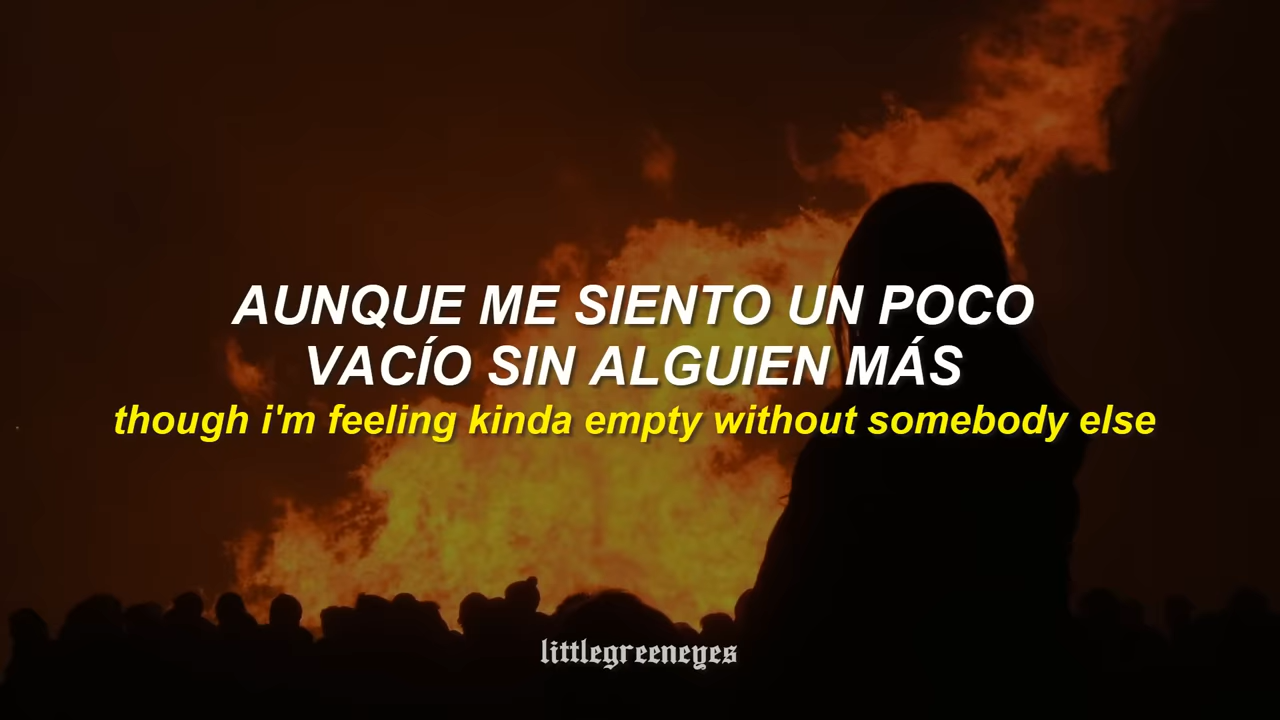 AUNQUE ME SIENTO UN POCO
VACÍO SIN ALGUIEN MÁS
though i'm feeling kinda empty without somebody else
littlegreeneyes